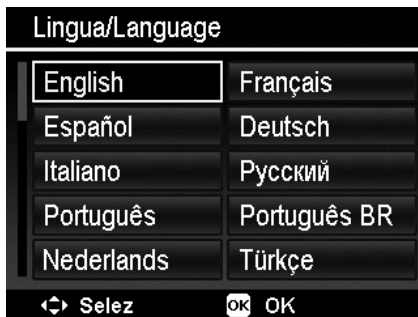 Lingua/Language
English Français
Español Deutsch
Italiano Русский
Português Português BR
Nederlands Türkçe
Selez OK OK